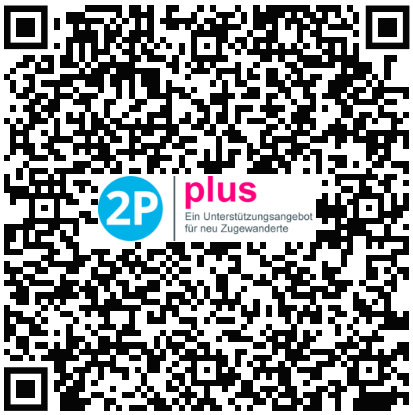 2P
plus
Ein Unterstützungsangebot
für neu Zugewanderte